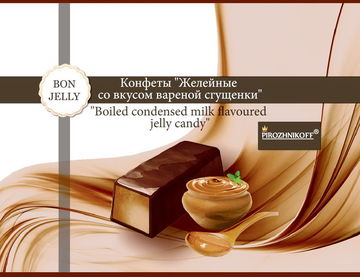 BON
JELLY
Конфеты "Желейные
со вкусом вареной сгущенки"
"Boiled condensed milk flavoured
jelly candy"
PIROZHNIKOFF®